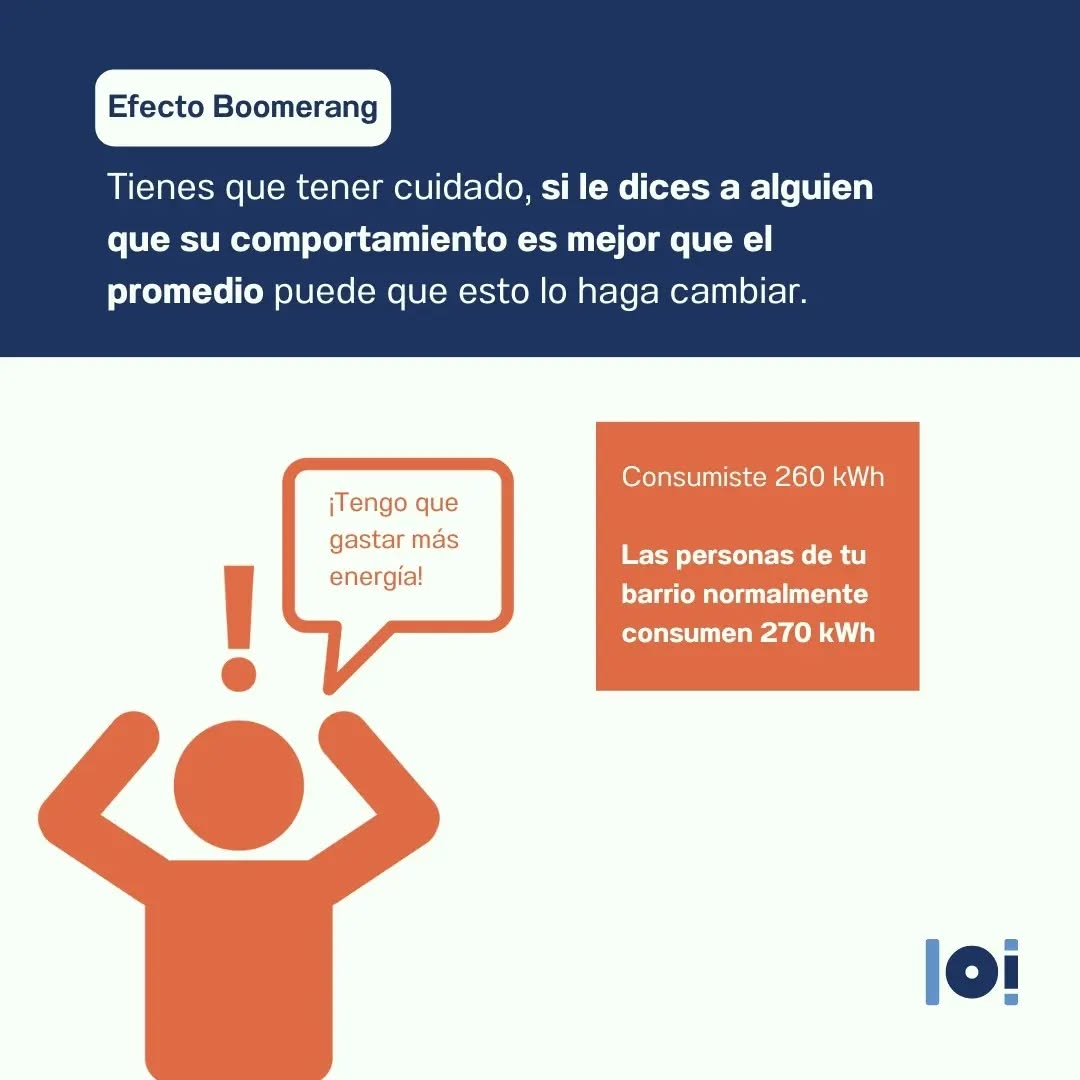 Efecto Boomerang
Tienes que tener cuidado, si le dices a alguien
que su comportamiento es mejor que el
promedio puede que esto lo haga cambiar.
¡Tengo que
gastar más
energía!
Consumiste 260 kWh
Las personas de tu
barrio normalmente
consumen 270 kWh
!
loi